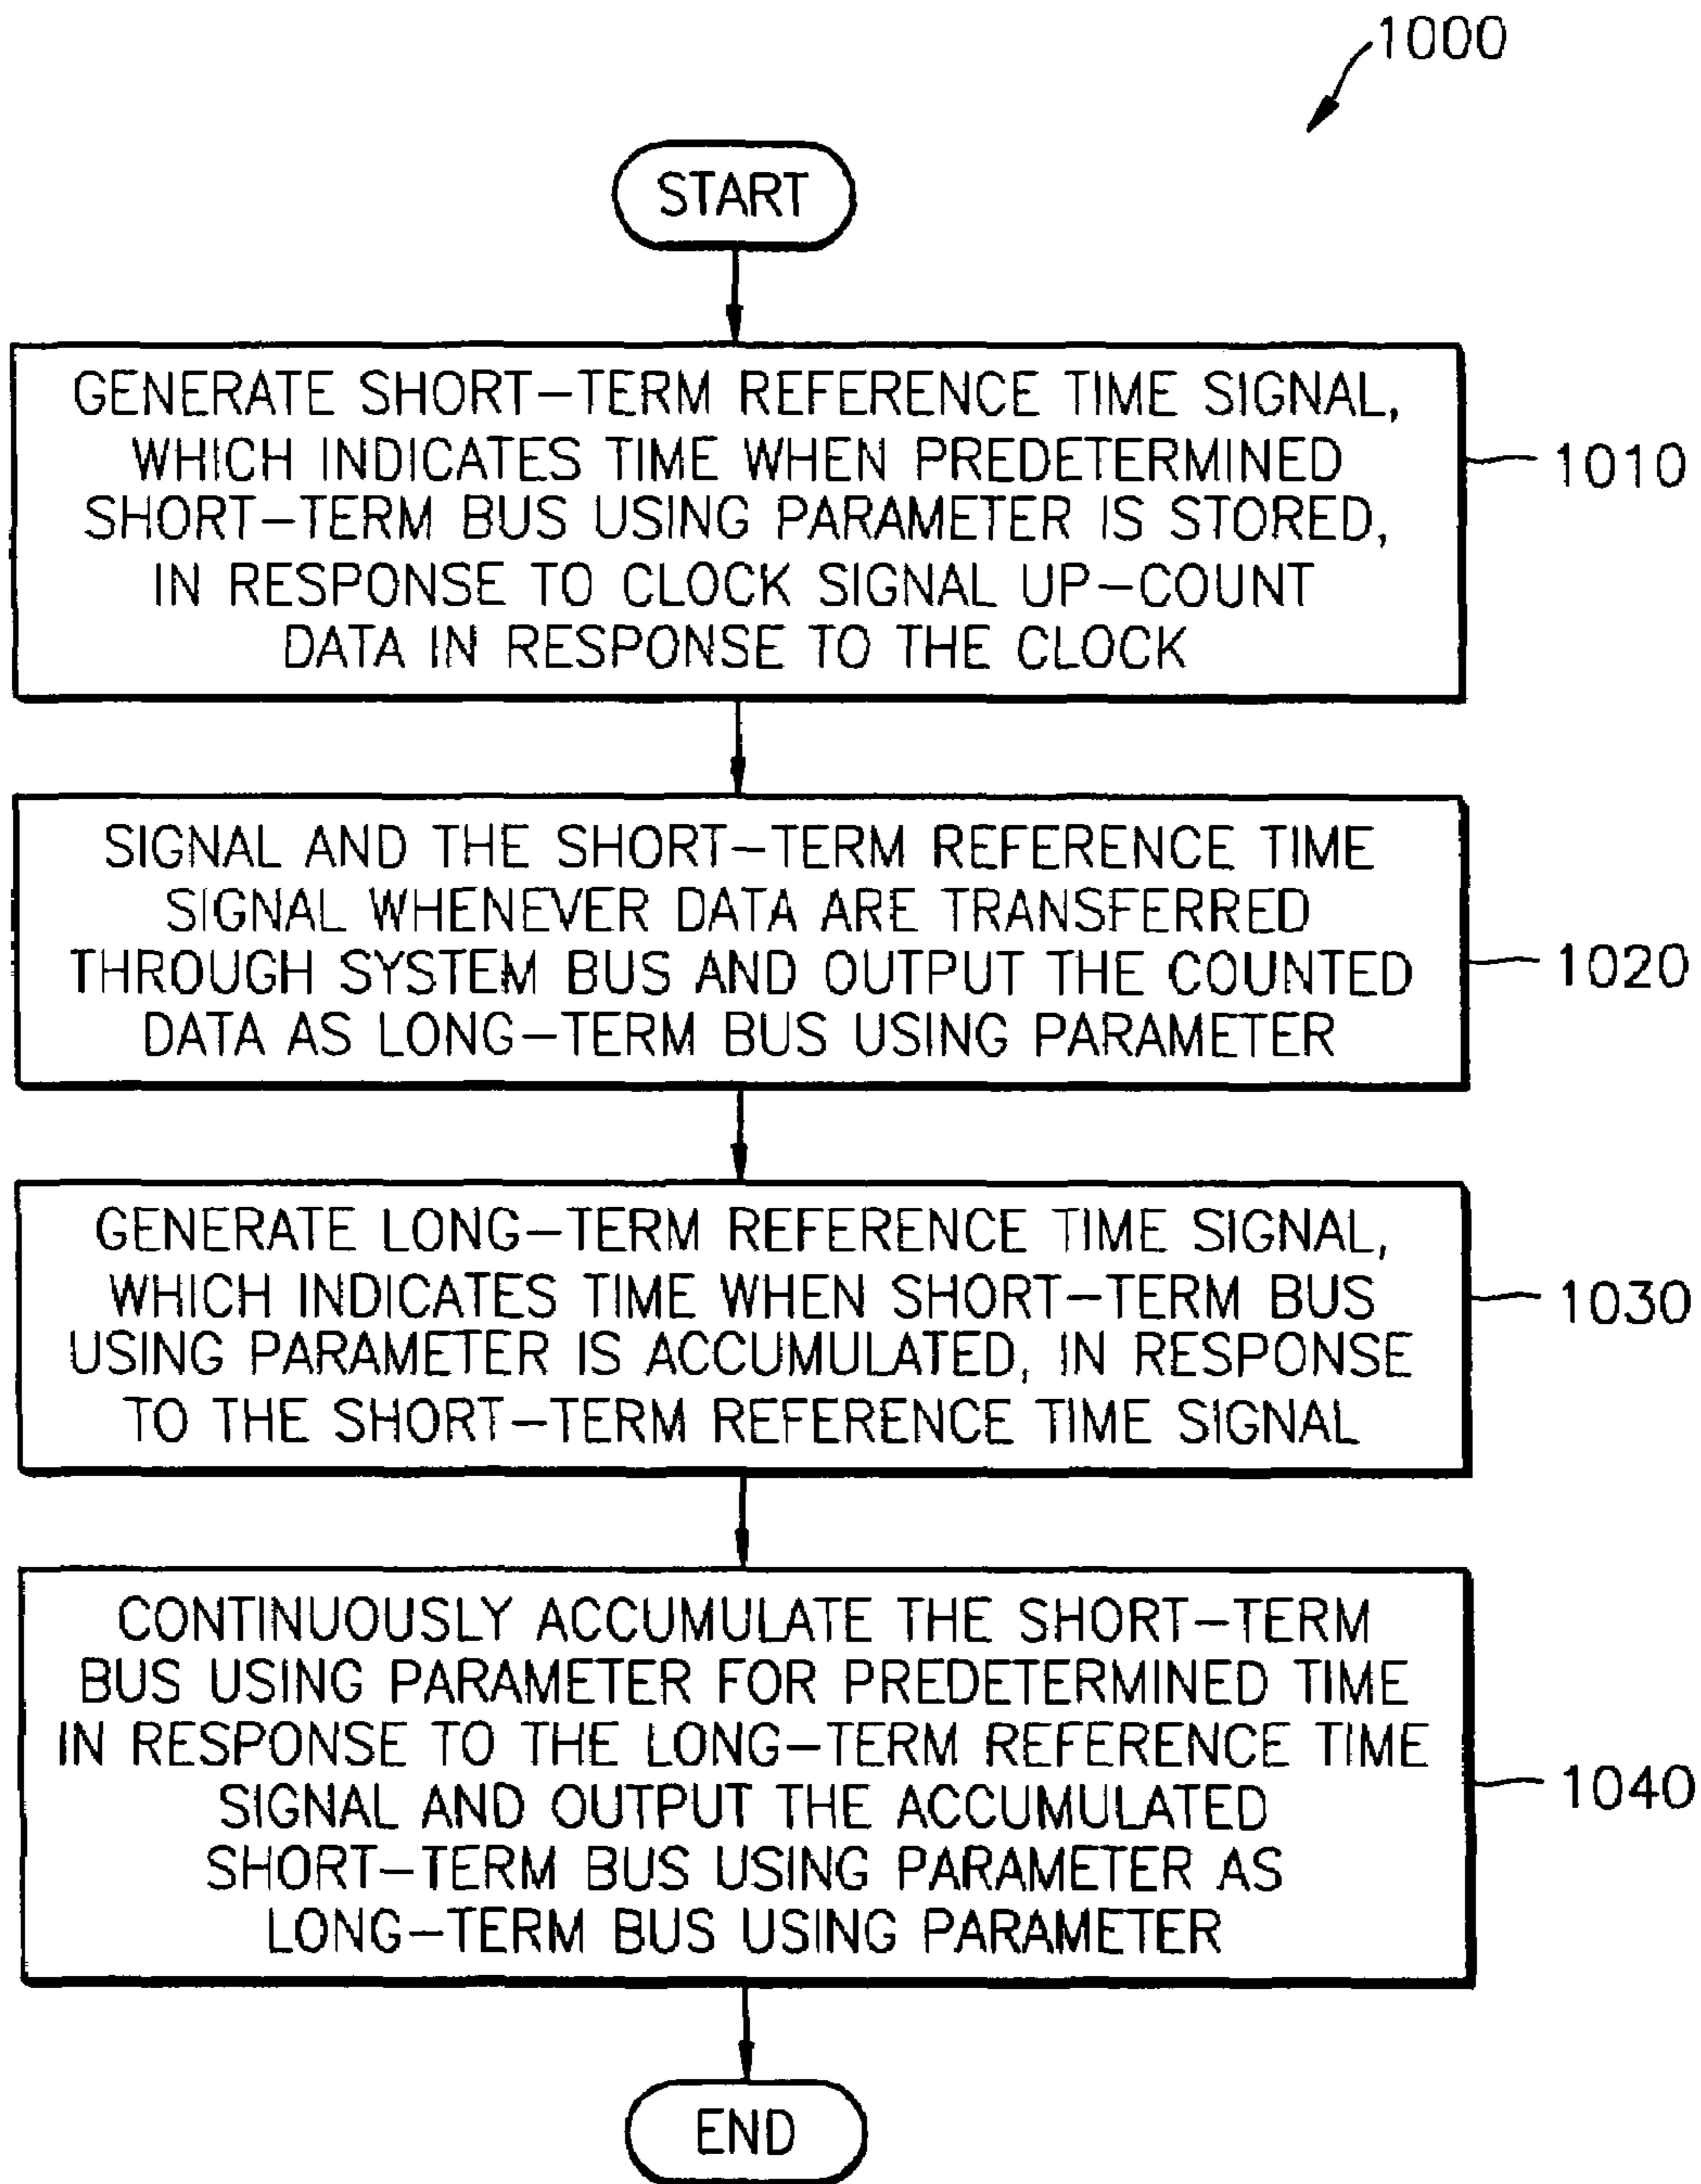 1000
START
GENERATE SHORT-TERM REFERENCE TIME SIGNAL,
WHICH INDICATES TIME WHEN PREDETERMINED
SHORT-TERM BUS USING PARAMETER IS STORED,
IN RESPONSE TO CLOCK SIGNAL UP-COUNT
DATA IN RESPONSE TO THE CLOCK
1010
SIGNAL AND THE SHORT-TERM REFERENCE TIME
SIGNAL WHENEVER DATA ARE TRANSFERRED
THROUGH SYSTEM BUS AND OUTPUT THE COUNTED
DATA AS LONG-TERM BUS USING PARAMETER
1020
GENERATE LONG-TERM REFERENCE TIME SIGNAL,
WHICH INDICATES TIME WHEN SHORT-TERM BUS
USING PARAMETER IS ACCUMULATED, IN RESPONSE
TO THE SHORT-TERM REFERENCE TIME SIGNAL
1030
CONTINUOUSLY ACCUMULATE THE SHORT-TERM
BUS USING PARAMETER FOR PREDETERMINED TIME
IN RESPONSE TO THE LONG-TERM REFERENCE TIME
SIGNAL AND OUTPUT THE ACCUMULATED
SHORT-TERM BUS USING PARAMETER AS
LONG-TERM BUS USING PARAMETER
1040
END